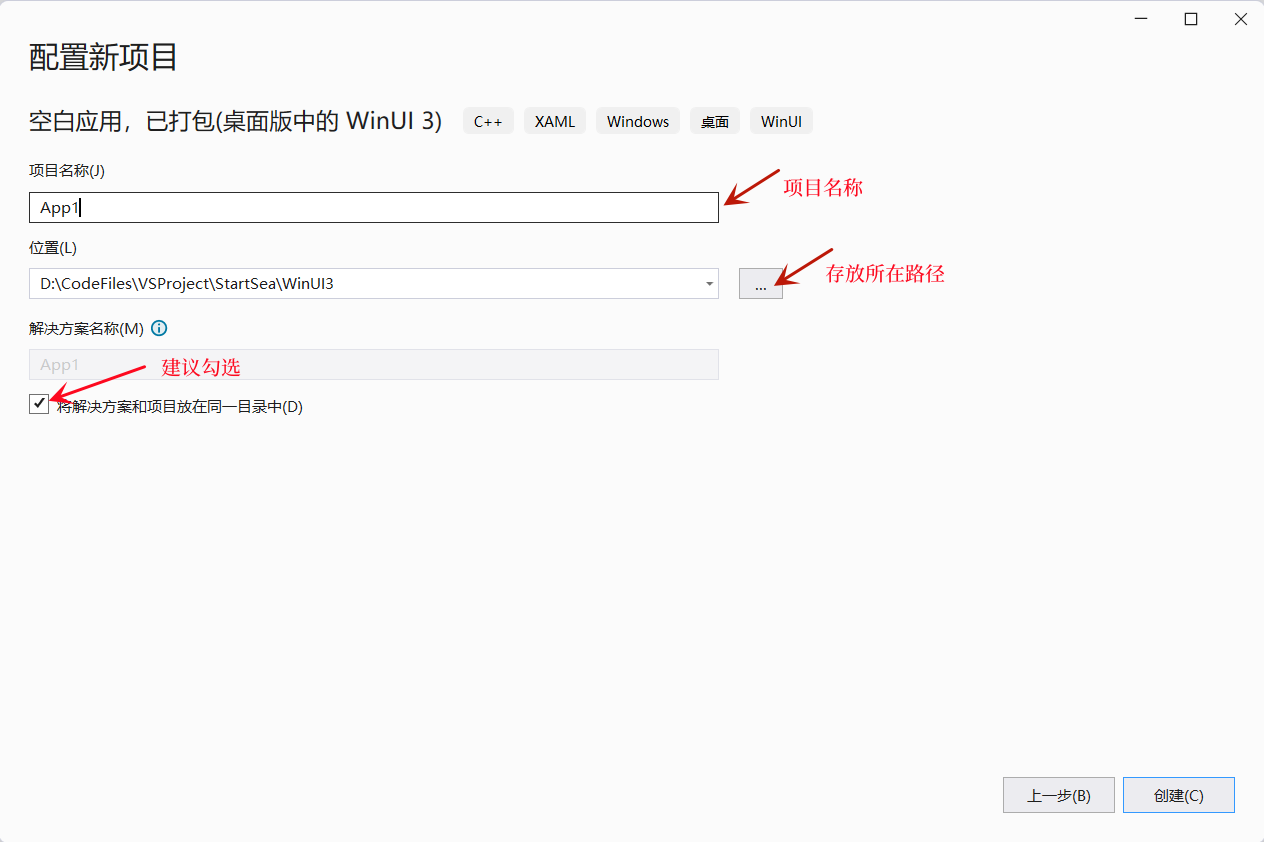 配置新项目
空白应用，已打包(桌面版中的 WinUI 3) C++ XAML Windows 桌面 WinUI
项目名称(J)
App1
项目名称
位置(L)
D:\CodeFiles\VSProject\StartSea\WinUI3
...
存放所在路径
解决方案名称(M)
App1
建议勾选
将解决方案和项目放在同一目录中(D)
上一步(B) 创建(C)